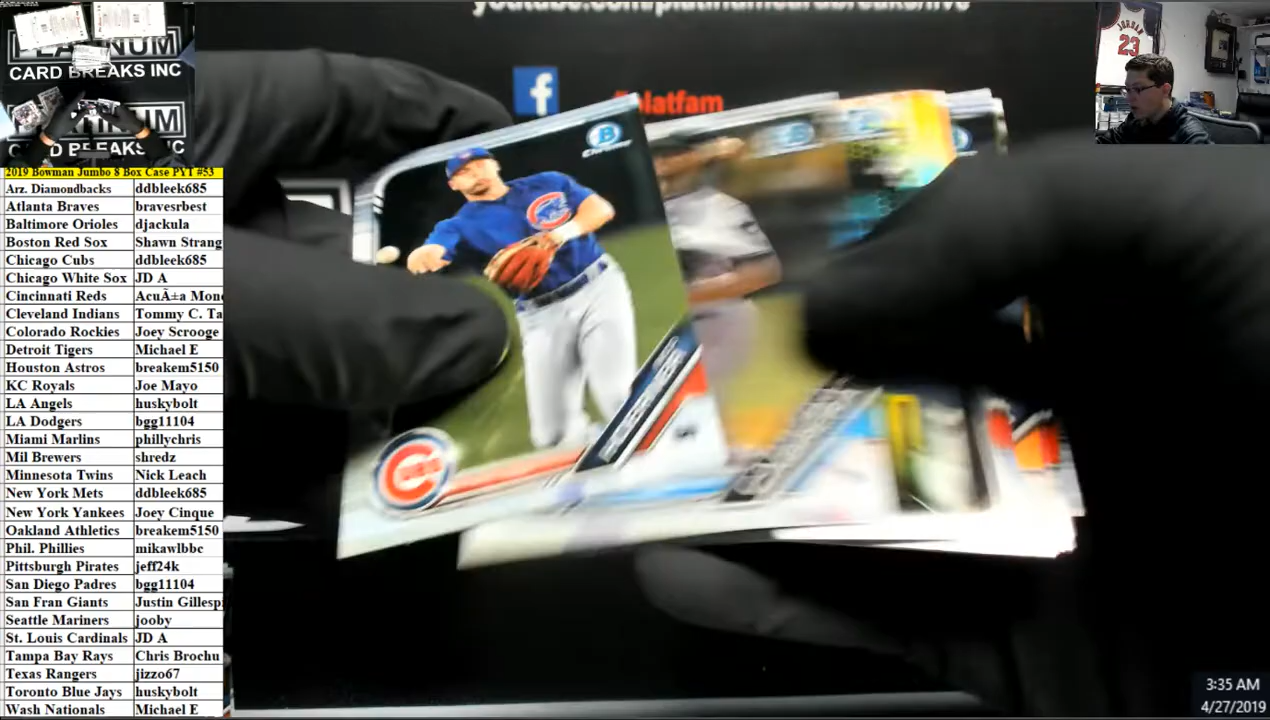 youtube.com/platinumcardbreaks/live
PLATINUM
CARD BREAKS INC
PLATINUM
CARD BREAKS INC
#platfam
JORDAN
23
B
CHROME
CUBS
2019 Bowman Jumbo 8 Box Case PYT #53
Arz. Diamondbacks ddbleek685
Atlanta Braves bravesrbest
Baltimore Orioles djackula
Boston Red Sox Shawn Strang
Chicago Cubs ddbleek685
Chicago White Sox JD A
Cincinnati Reds AcuÃ±a Mon
Cleveland Indians Tommy C. Ta
Colorado Rockies Joey Scrooge
Detroit Tigers Michael E
Houston Astros breakem5150
KC Royals Joe Mayo
LA Angels huskybolt
LA Dodgers bgg11104
Miami Marlins phillychris
Mil Brewers shredz
Minnesota Twins Nick Leach
New York Mets ddbleek685
New York Yankees Joey Cinque
Oakland Athletics breakem5150
Phil. Phillies mikawlbbc
Pittsburgh Pirates jeff24k
San Diego Padres bgg11104
San Fran Giants Justin Gillesp
Seattle Mariners jooby
St. Louis Cardinals JD A
Tampa Bay Rays Chris Brochu
Texas Rangers jizzo67
Toronto Blue Jays huskybolt
Wash Nationals Michael E
3:35 AM
4/27/2019